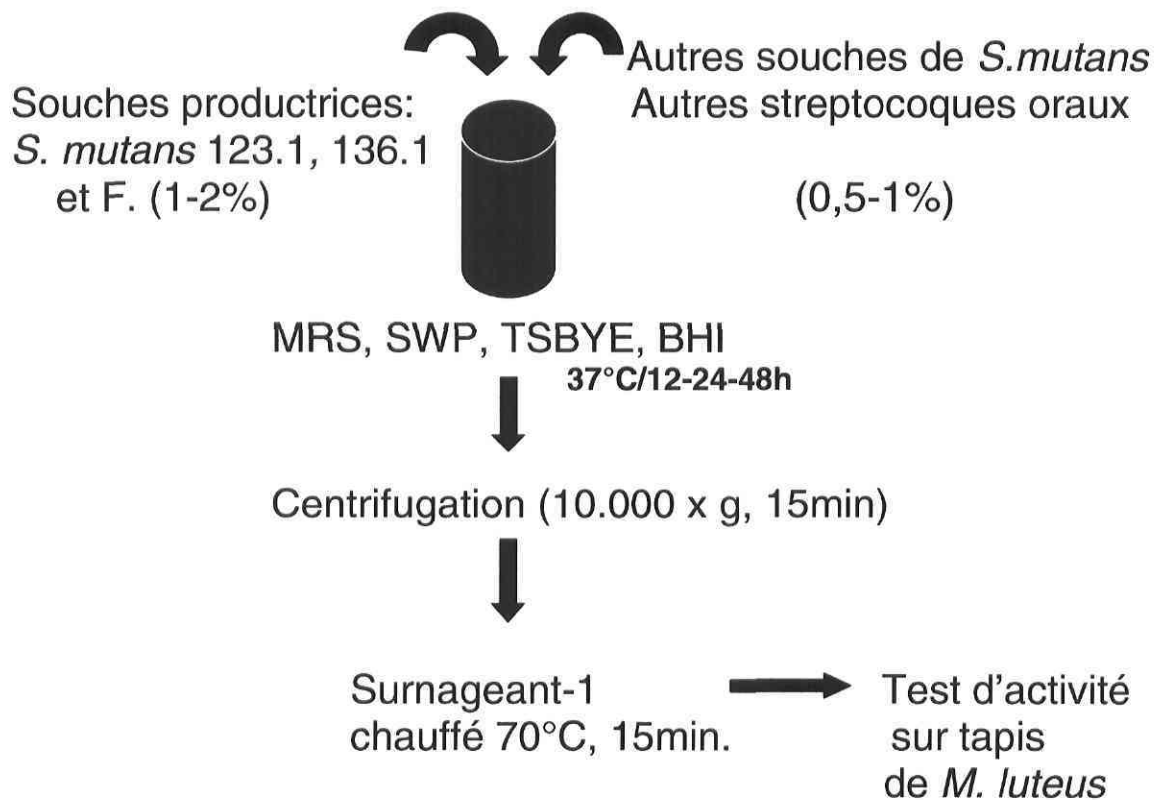 Souches productrices:
S. mutans 123.1, 136.1
et F. (1-2%)
Autres souches de S.mutans
Autres streptocoques oraux
(0,5-1%)
MRS, SWP, TSBYE, BHI
37°C/12-24-48h
Centrifugation (10.000 x g, 15min)
Surnageant-1
chauffé 70°C, 15min.
Test d'activité
sur tapis
de M. luteus